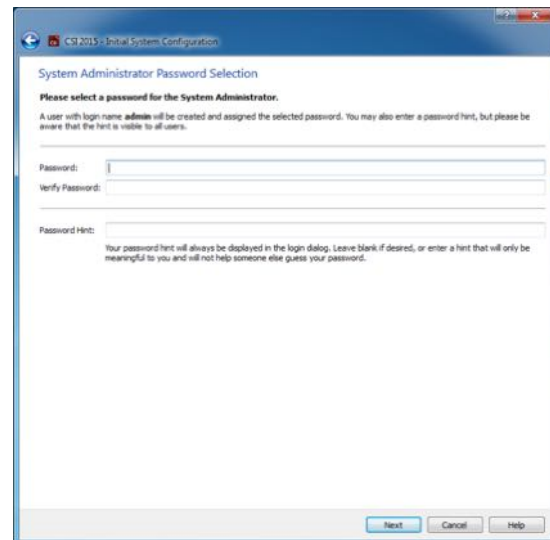 CSI 2015 - Initial System Configuration
System Administrator Password Selection
Please select a password for the System Administrator.
A user with login name admin will be created and assigned the selected password. You may also enter a password hint, but please be
aware that the hint is visible to all users.
Password:
Verify Password:
Password Hint:
Your password hint will always be displayed in the login dialog. Leave blank if desired, or enter a hint that will only be
meaningful to you and will not help someone else guess your password.
Next Cancel Help